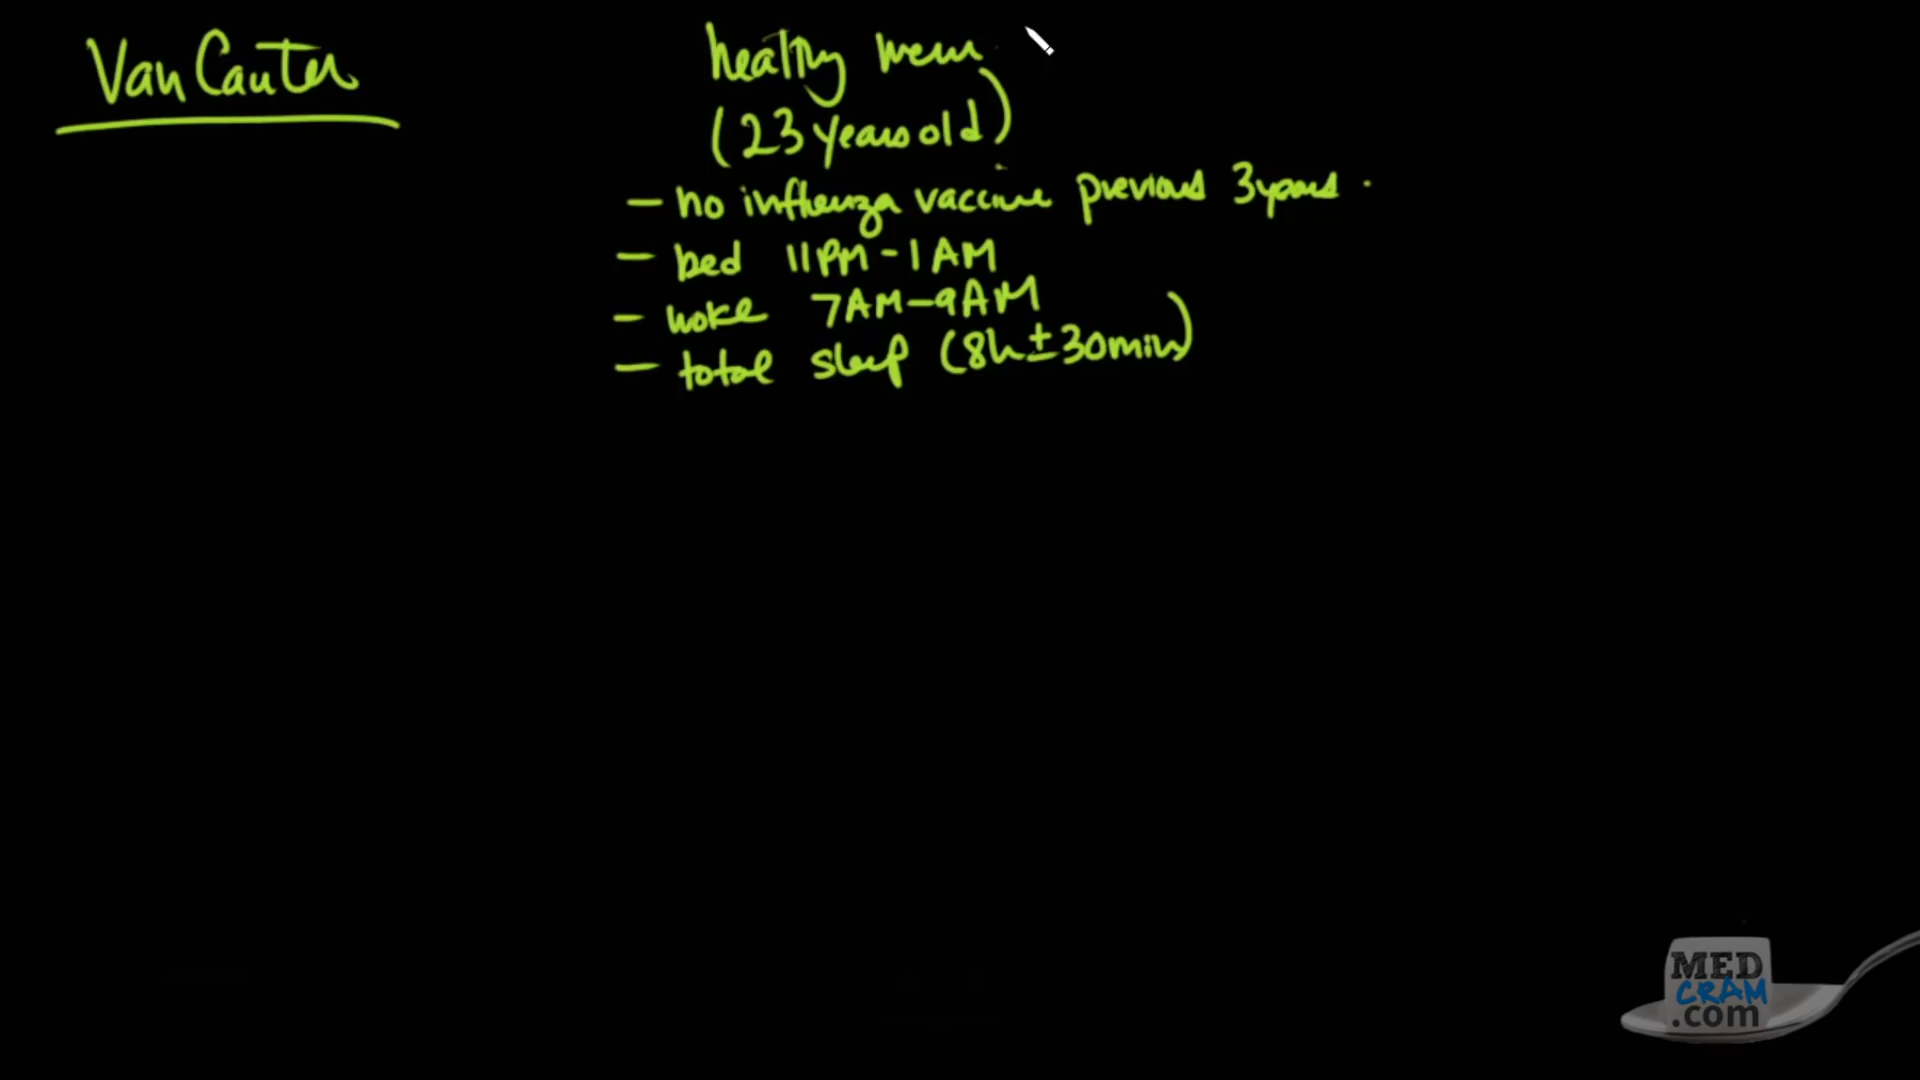 Van Cauter
healthy men
(23 years old)
- no influenza vaccine previous 3 years.
- bed 11PM - 1AM
- woke 7AM-9AM
- total sleep (8h ± 30min)
MED
CRAM
.com